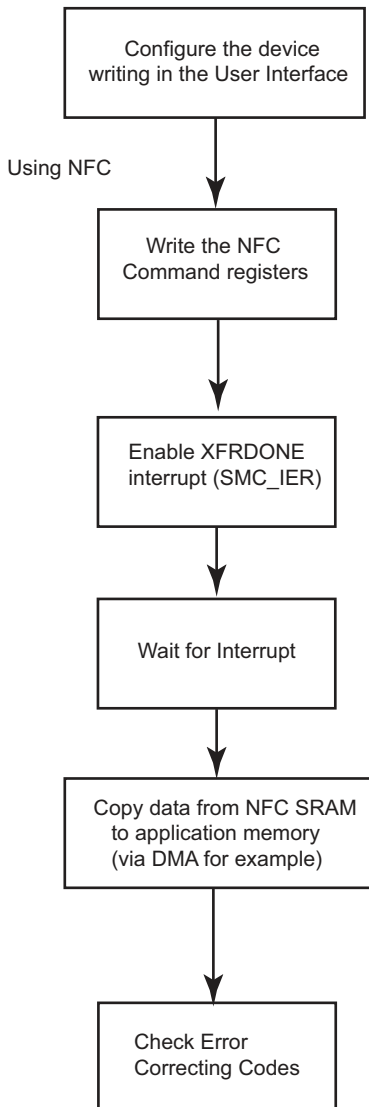 Configure the device
writing in the User Interface
Using NFC
Write the NFC
Command registers
Enable XFRDONE
interrupt (SMC_IER)
Wait for Interrupt
Copy data from NFC SRAM
to application memory
(via DMA for example)
Check Error
Correcting Codes